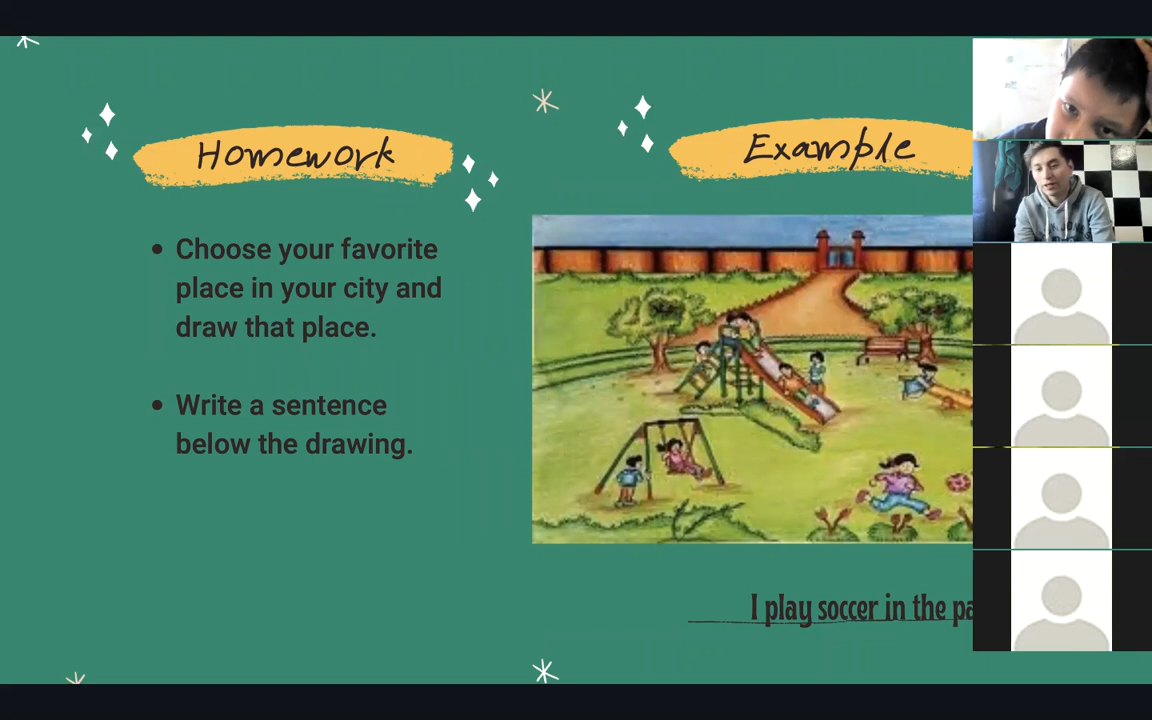 Homework
Choose your favorite
place in your city and
draw that place.
Write a sentence
below the drawing.
Example
I play soccer in the pa